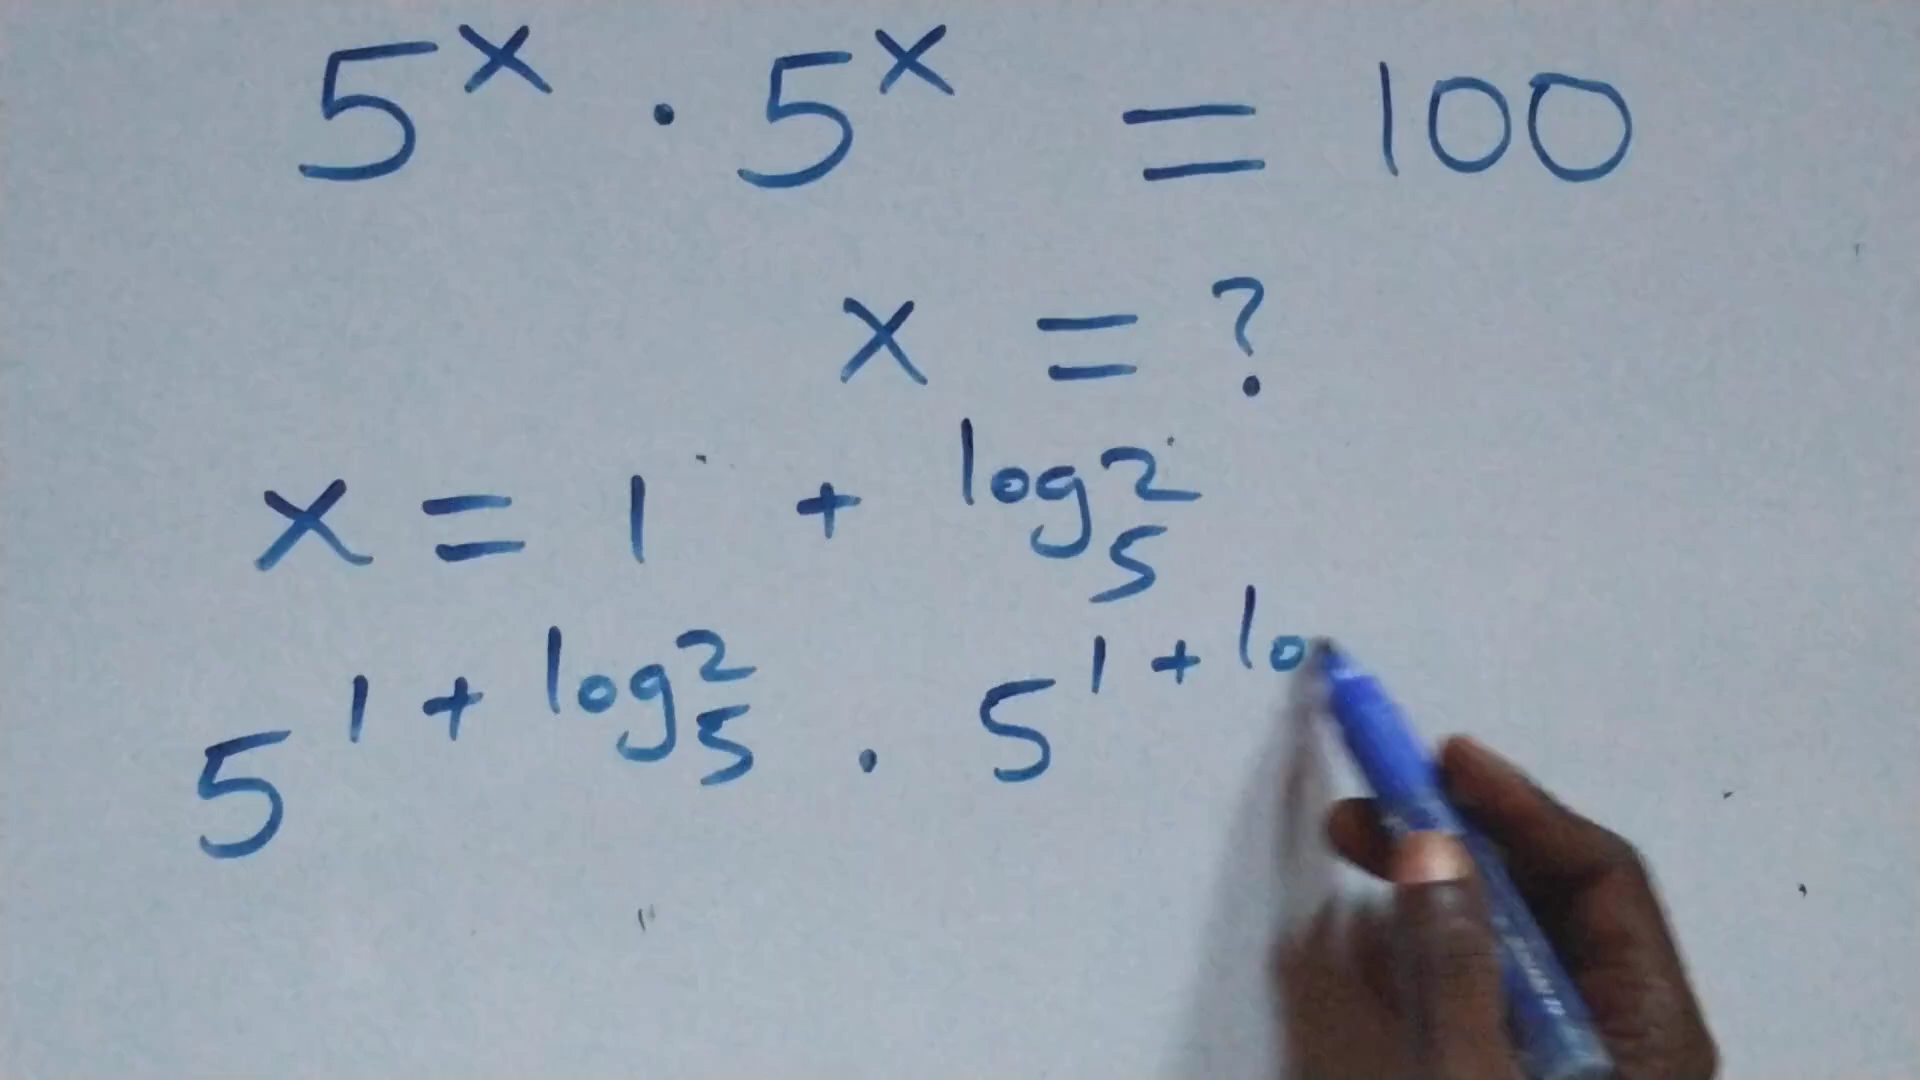 5^x · 5^x = 100
x = ?
x = 1 + log₅2
5^(1 + log₅2) · 5^(1 + lo